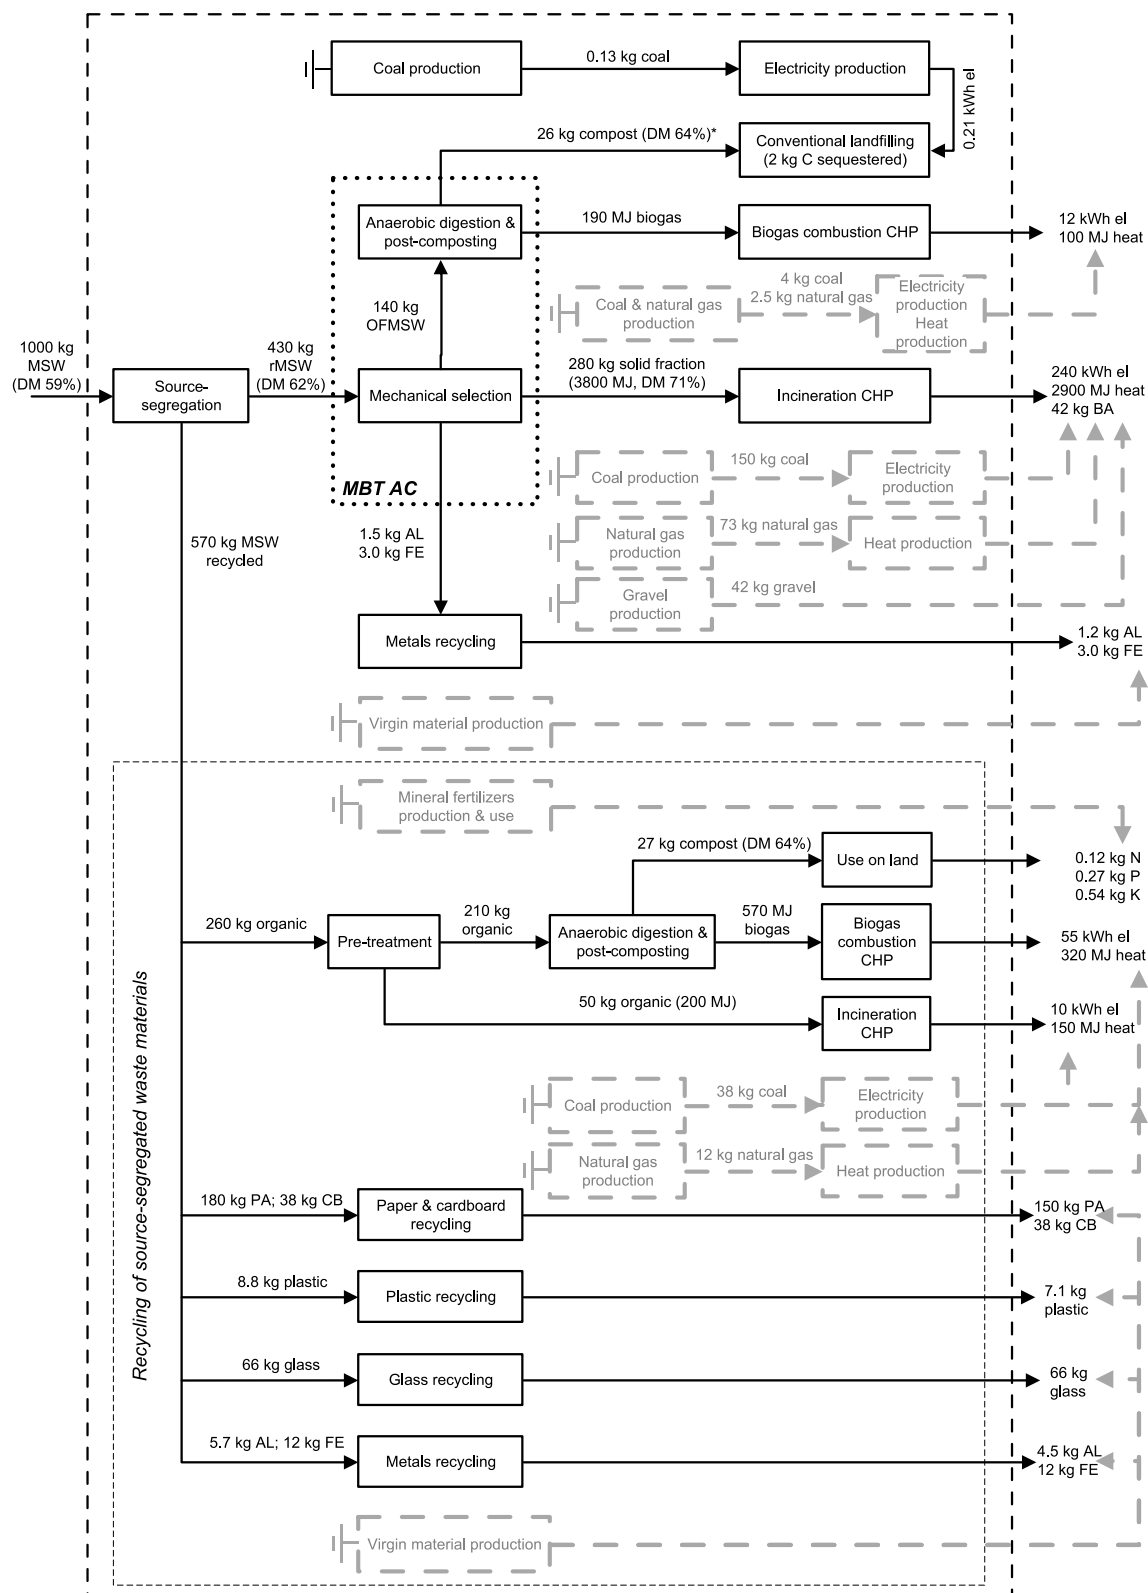 Coal production
0.13 kg coal
Electricity production
0.21 kWh el
26 kg compost (DM 64%)*
Conventional landfilling
(2 kg C sequestered)
Anaerobic digestion &
post-composting
190 MJ biogas
Biogas combustion CHP
12 kWh el
100 MJ heat
140 kg
OFMSW
Coal & natural gas
production
4 kg coal
2.5 kg natural gas
Electricity
production
Heat
production
1000 kg
MSW
(DM 59%)
Source-
segregation
430 kg
rMSW
(DM 62%)
Mechanical selection
280 kg solid fraction
(3800 MJ, DM 71%)
Incineration CHP
240 kWh el
2900 MJ heat
42 kg BA
MBT AC
Coal production
150 kg coal
Electricity
production
570 kg MSW
recycled
1.5 kg AL
3.0 kg FE
Natural gas
production
73 kg natural gas
Heat production
Gravel
production
42 kg gravel
Metals recycling
1.2 kg AL
3.0 kg FE
Virgin material production
Recycling of source-segregated waste materials
Mineral fertilizers
production & use
27 kg compost (DM 64%)
Use on land
0.12 kg N
0.27 kg P
0.54 kg K
260 kg organic
Pre-treatment
210 kg
organic
Anaerobic digestion &
post-composting
570 MJ
biogas
Biogas
combustion
CHP
55 kWh el
320 MJ heat
50 kg organic (200 MJ)
Incineration
CHP
10 kWh el
150 MJ heat
Coal production
38 kg coal
Electricity
production
Natural gas
production
12 kg natural gas
Heat production
180 kg PA; 38 kg CB
Paper & cardboard
recycling
150 kg PA
38 kg CB
8.8 kg plastic
Plastic recycling
7.1 kg
plastic
66 kg glass
Glass recycling
66 kg
glass
5.7 kg AL; 12 kg FE
Metals recycling
4.5 kg AL
12 kg FE
Virgin material production